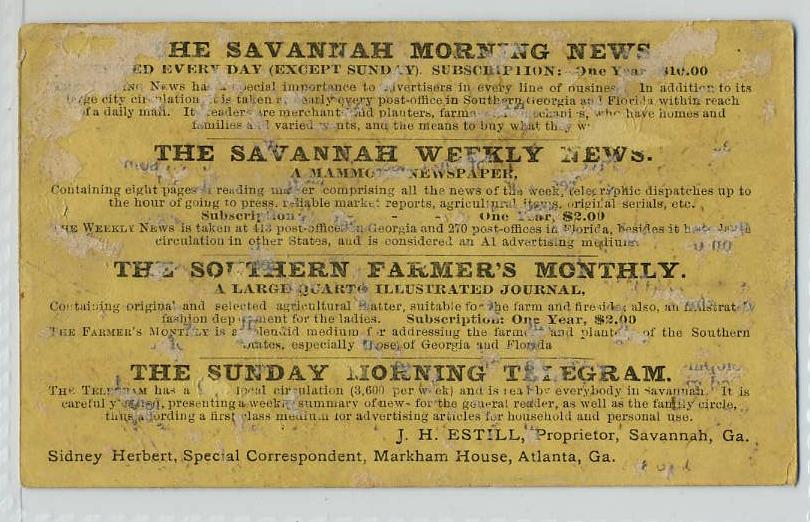 HE SAVANNAH MORNING NEWS
ED EVERY DAY (EXCEPT SUNDAY). SUBSCRIPTION: One Year $10.00
News has special importance to advertisers in every line of business. In addition to its
large city circulation it is taken nearly every post-office in Southern Georgia and Florida within reach
of a daily mail. It readers are merchants and planters, who have homes and
families and varied wants, and the means to buy what they w
THE SAVANNAH WEEKLY NEWS.
A MAMMOTH NEWSPAPER,
Containing eight pages reading matter comprising all the news of the week, telegraphic dispatches up to
the hour of going to press, reliable market reports, agricultural items, original serials, etc.
Subscription, - - - One Year, $2.00
THE WEEKLY NEWS is taken at 413 post-offices in Georgia and 270 post-offices in Florida, Besides it has
circulation in other States, and is considered an A1 advertising medium.
THE SOUTHERN FARMER'S MONTHLY.
A LARGE QUARTO ILLUSTRATED JOURNAL,
Containing original and selected agricultural matter, suitable for the farm and fireside; also, an illustrated
fashion department for the ladies. Subscription: One Year, $2.00
THE FARMER'S MONTHLY is a splendid medium for addressing the farmers and planters of the Southern
States, especially those of Georgia and Florida
THE SUNDAY MORNING TELEGRAM.
THE TELEGRAM has a local circulation (3,600 per week) and is read by everybody in Savannah. It is
carefully presenting a weekly summary of news for the general reader, as well as the family circle,
thus affording a first class medium for advertising articles for household and personal use.
J. H. ESTILL, Proprietor, Savannah, Ga.
Sidney Herbert, Special Correspondent, Markham House, Atlanta, Ga.